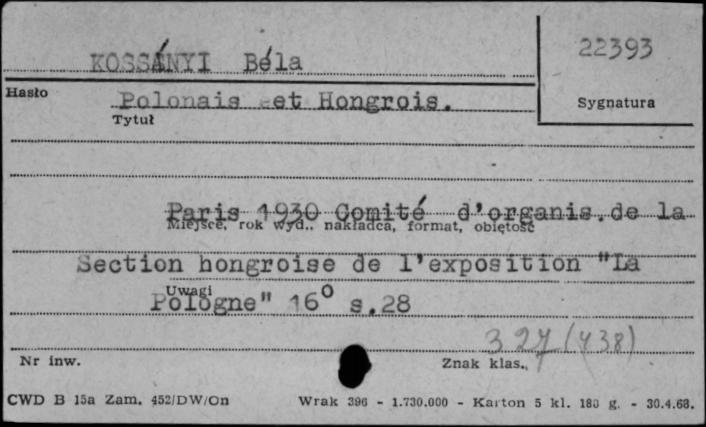 KOSSÁNYI Béla
22393
Hasło
Polonais et Hongrois.
Sygnatura
Tytuł
Paris 1930 Comité d'organis. de la
Miejsce, rok wyd., nakładca, format, objętość
Section hongroise de l'exposition "La
Uwagi
Pologne" 16° s.28
327(438)
Nr inw.
Znak klas.
CWD B 15a Zam. 452/DW/On Wrak 396 - 1.730.000 - Karton 5 kl. 180 g. - 30.4.68.